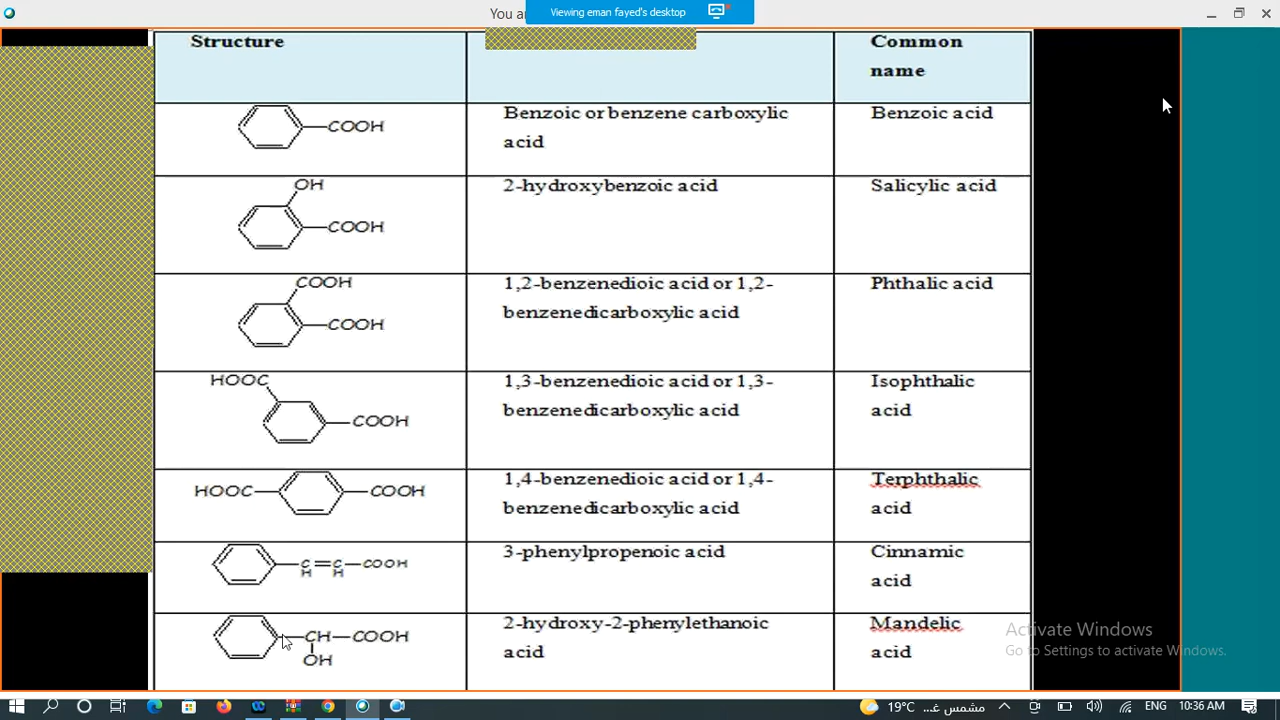 You a
Viewing eman fayed's desktop
Structure
Common
name
COOH
Benzoic or benzene carboxylic
acid
Benzoic acid
OH
COOH
2-hydroxybenzoic acid
Salicylic acid
COOH
COOH
1,2-benzenedioic acid or 1,2-
benzenedicarboxylic acid
Phthalic acid
HOOC
COOH
1,3-benzenedioic acid or 1,3-
benzenedicarboxylic acid
Isophthalic
acid
HOOC
COOH
1,4-benzenedioic acid or 1,4-
benzenedicarboxylic acid
Terphthalic
acid
C=C-COOH
H H
3-phenylpropenoic acid
Cinnamic
acid
CH-COOH
OH
2-hydroxy-2-phenylethanoic
acid
Mandelic
acid
Activate Windows
Go to Settings to activate Windows.
19°C مشمس غـ... ENG 10:36 AM